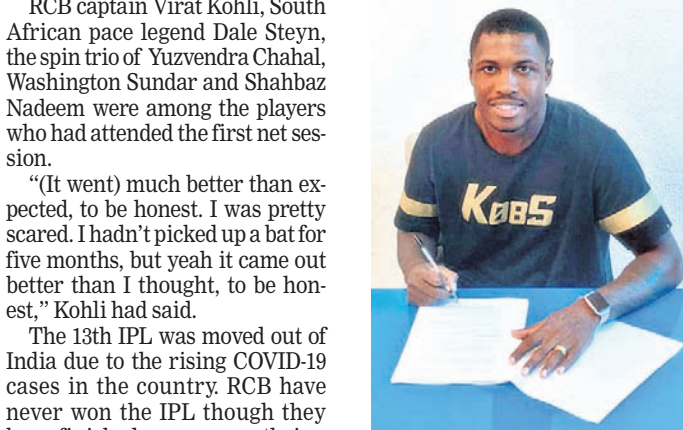 RCB captain Virat Kohli, South
African pace legend Dale Steyn,
the spin trio of Yuzvendra Chahal,
Washington Sundar and Shahbaz
Nadeem were among the players
who had attended the first net ses-
sion.
“(It went) much better than ex-
pected, to be honest. I was pretty
scared. I hadn’t picked up a bat for
five months, but yeah it came out
better than I thought, to be hon-
est,” Kohli had said.
The 13th IPL was moved out of
India due to the rising COVID-19
cases in the country. RCB have
never won the IPL though they
KØBS